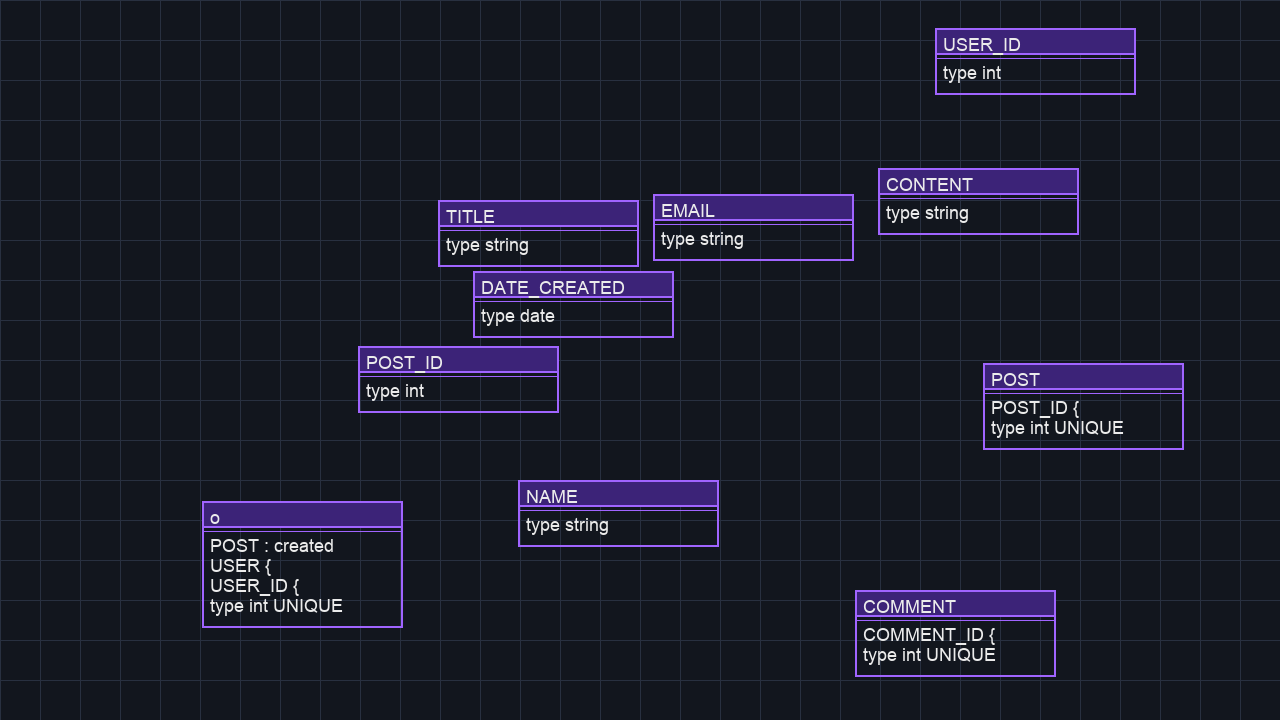 USER_ID
type int
CONTENT
type string
EMAIL
type string
TITLE
type string
DATE_CREATED
type date
POST_ID
type int
POST
POST_ID {
type int UNIQUE
NAME
type string
o
POST : created
USER {
USER_ID {
type int UNIQUE
COMMENT
COMMENT_ID {
type int UNIQUE